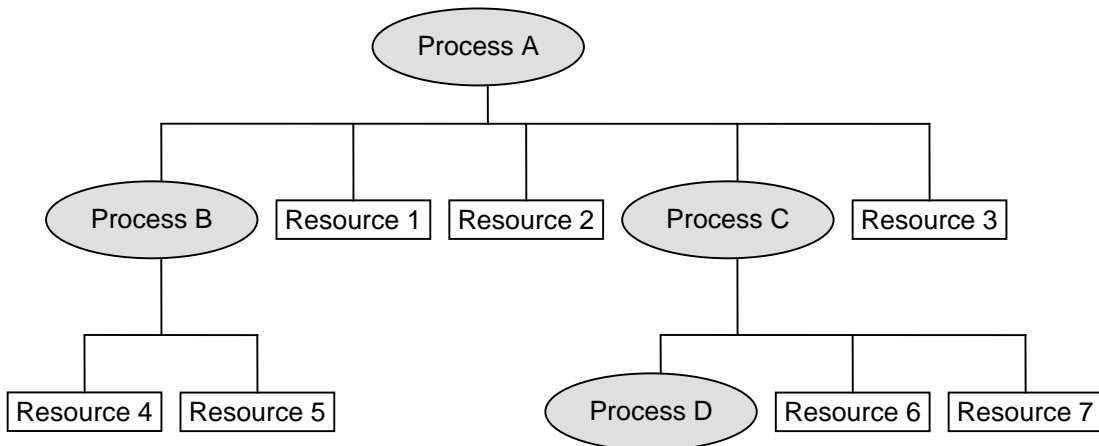 Process A
Process B
Resource 1
Resource 2
Process C
Resource 3
Resource 4
Resource 5
Process D
Resource 6
Resource 7